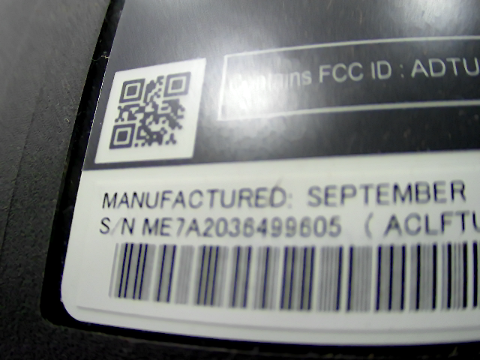 Contains FCC ID : ADTU
MANUFACTURED: SEPTEMBER
S/N ME7A2036499605 ( ACLFTU